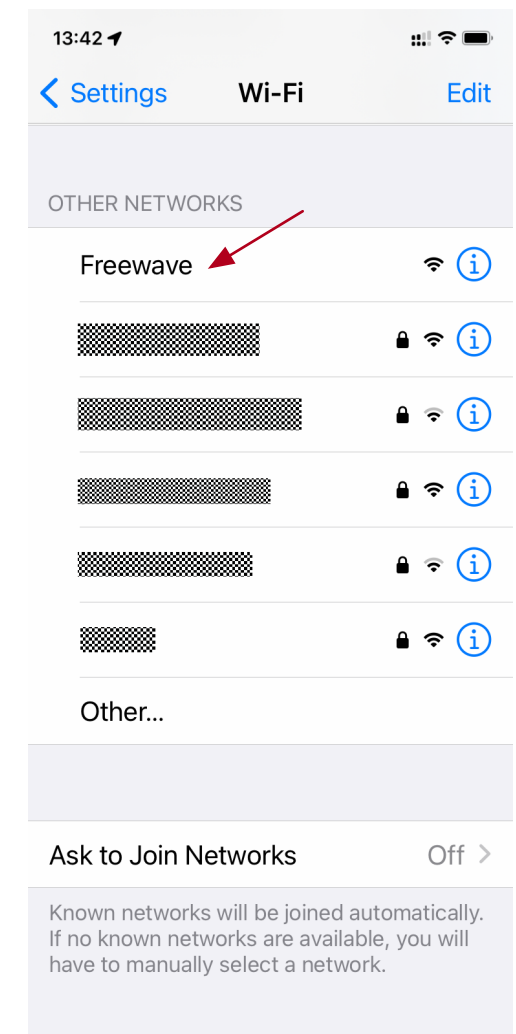 13:42
Settings
Wi-Fi
Edit
OTHER NETWORKS
Freewave
Other...
Ask to Join Networks
Off
Known networks will be joined automatically.
If no known networks are available, you will
have to manually select a network.